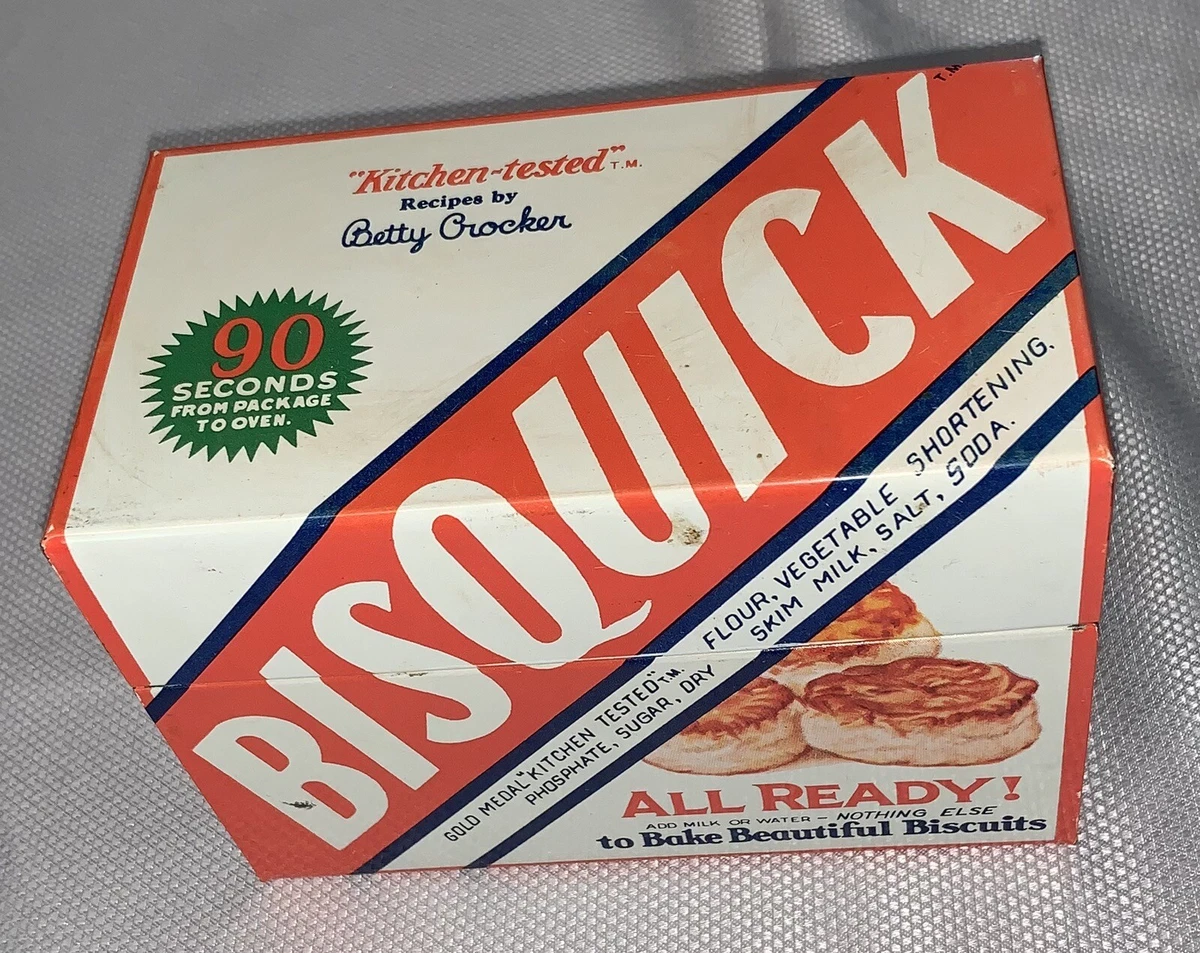 "Kitchen-tested" T.M.
Recipes by
Betty Crocker
90
SECONDS
FROM PACKAGE
TO OVEN.
BISQUICK
T.M.
GOLD MEDAL "KITCHEN TESTED" T.M. FLOUR, VEGETABLE SHORTENING,
PHOSPHATE, SUGAR, DRY SKIM MILK, SALT, SODA.
ALL READY!
ADD MILK OR WATER - NOTHING ELSE
to Bake Beautiful Biscuits